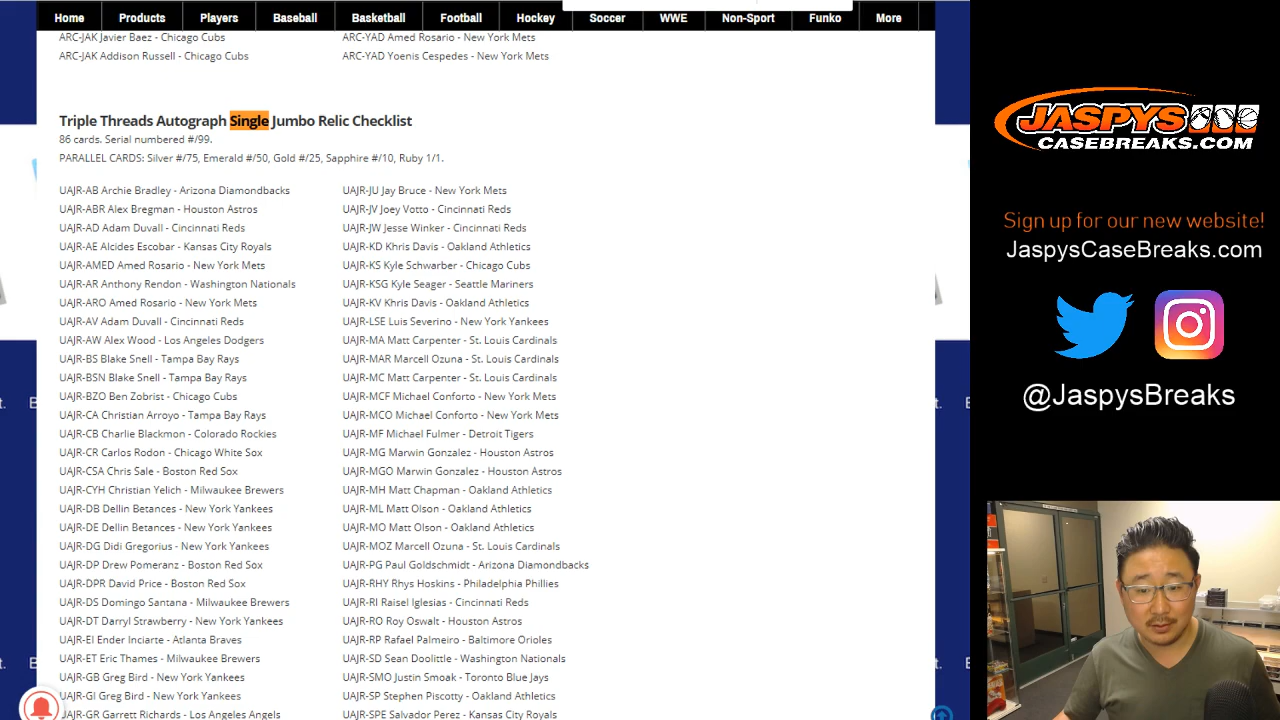 Home Products Players Baseball Basketball Football Hockey Soccer WWE Non-Sport Funko More
ARC-JAK Javier Baez - Chicago Cubs
ARC-JAK Addison Russell - Chicago Cubs
ARC-YAD Amed Rosario - New York Mets
ARC-YAD Yoenis Cespedes - New York Mets
Triple Threads Autograph Single Jumbo Relic Checklist
86 cards. Serial numbered #/99.
PARALLEL CARDS: Silver #/75, Emerald #/50, Gold #/25, Sapphire #/10, Ruby 1/1.
UAJR-AB Archie Bradley - Arizona Diamondbacks
UAJR-ABR Alex Bregman - Houston Astros
UAJR-AD Adam Duvall - Cincinnati Reds
UAJR-AE Alcides Escobar - Kansas City Royals
UAJR-AMED Amed Rosario - New York Mets
UAJR-AR Anthony Rendon - Washington Nationals
UAJR-ARO Amed Rosario - New York Mets
UAJR-AV Adam Duvall - Cincinnati Reds
UAJR-AW Alex Wood - Los Angeles Dodgers
UAJR-BS Blake Snell - Tampa Bay Rays
UAJR-BSN Blake Snell - Tampa Bay Rays
UAJR-BZO Ben Zobrist - Chicago Cubs
UAJR-CA Christian Arroyo - Tampa Bay Rays
UAJR-CB Charlie Blackmon - Colorado Rockies
UAJR-CR Carlos Rodon - Chicago White Sox
UAJR-CSA Chris Sale - Boston Red Sox
UAJR-CYH Christian Yelich - Milwaukee Brewers
UAJR-DB Dellin Betances - New York Yankees
UAJR-DE Dellin Betances - New York Yankees
UAJR-DG Didi Gregorius - New York Yankees
UAJR-DP Drew Pomeranz - Boston Red Sox
UAJR-DPR David Price - Boston Red Sox
UAJR-DS Domingo Santana - Milwaukee Brewers
UAJR-DT Darryl Strawberry - New York Yankees
UAJR-EI Ender Inciarte - Atlanta Braves
UAJR-ET Eric Thames - Milwaukee Brewers
UAJR-GB Greg Bird - New York Yankees
UAJR-GI Greg Bird - New York Yankees
UAJR-GR Garrett Richards - Los Angeles Angels
UAJR-JU Jay Bruce - New York Mets
UAJR-JV Joey Votto - Cincinnati Reds
UAJR-JW Jesse Winker - Cincinnati Reds
UAJR-KD Khris Davis - Oakland Athletics
UAJR-KS Kyle Schwarber - Chicago Cubs
UAJR-KSG Kyle Seager - Seattle Mariners
UAJR-KV Khris Davis - Oakland Athletics
UAJR-LSE Luis Severino - New York Yankees
UAJR-MA Matt Carpenter - St. Louis Cardinals
UAJR-MAR Marcell Ozuna - St. Louis Cardinals
UAJR-MC Matt Carpenter - St. Louis Cardinals
UAJR-MCF Michael Conforto - New York Mets
UAJR-MCO Michael Conforto - New York Mets
UAJR-MF Michael Fulmer - Detroit Tigers
UAJR-MG Marwin Gonzalez - Houston Astros
UAJR-MGO Marwin Gonzalez - Houston Astros
UAJR-MH Matt Chapman - Oakland Athletics
UAJR-ML Matt Olson - Oakland Athletics
UAJR-MO Matt Olson - Oakland Athletics
UAJR-MOZ Marcell Ozuna - St. Louis Cardinals
UAJR-PG Paul Goldschmidt - Arizona Diamondbacks
UAJR-RHY Rhys Hoskins - Philadelphia Phillies
UAJR-RI Raisel Iglesias - Cincinnati Reds
UAJR-RO Roy Oswalt - Houston Astros
UAJR-RP Rafael Palmeiro - Baltimore Orioles
UAJR-SD Sean Doolittle - Washington Nationals
UAJR-SMO Justin Smoak - Toronto Blue Jays
UAJR-SP Stephen Piscotty - Oakland Athletics
UAJR-SPE Salvador Perez - Kansas City Royals
JASPYS
CASEBREAKS.COM
Sign up for our new website!
JaspysCaseBreaks.com
@JaspysBreaks